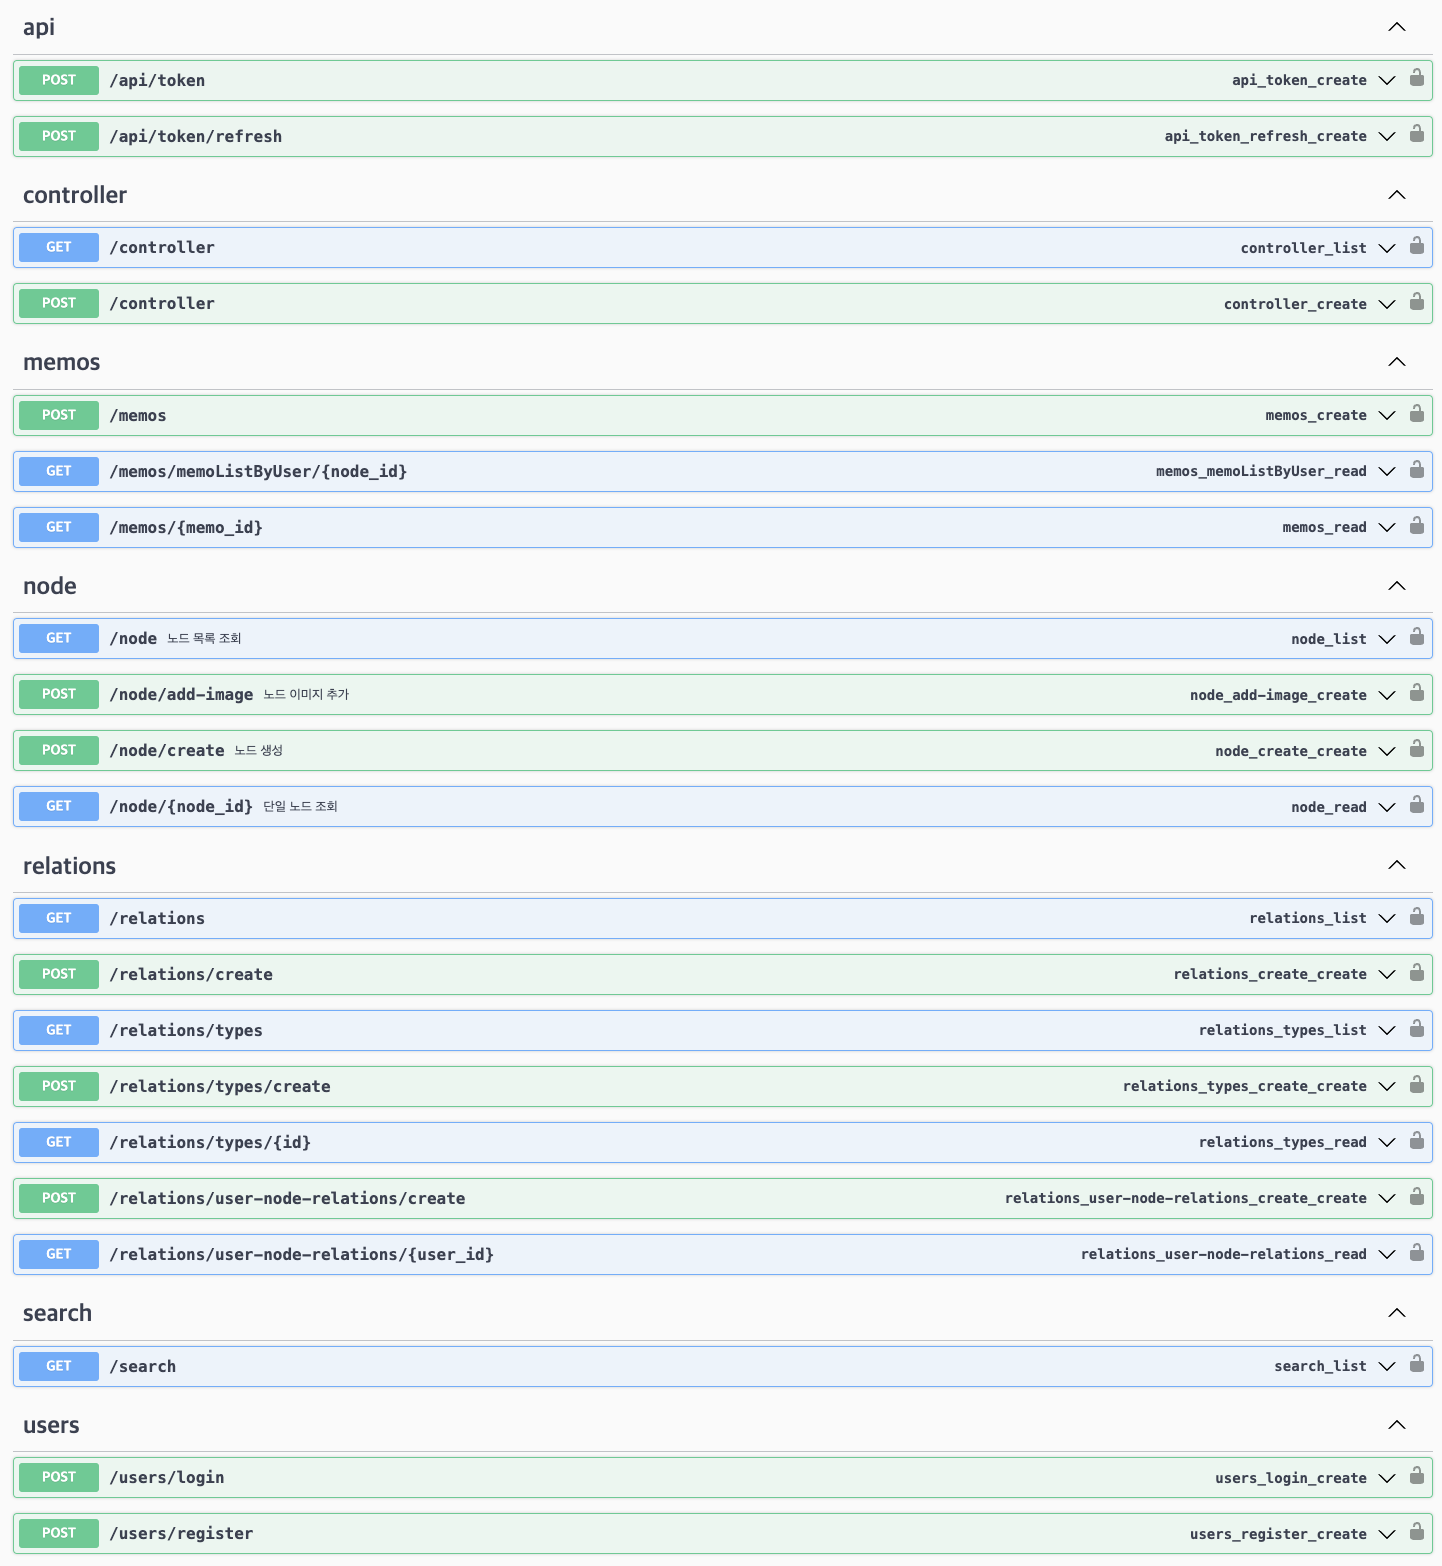 api
POST /api/token api_token_create
POST /api/token/refresh api_token_refresh_create
controller
GET /controller controller_list
POST /controller controller_create
memos
POST /memos memos_create
GET /memos/memoListByUser/{node_id} memos_memoListByUser_read
GET /memos/{memo_id} memos_read
node
GET /node 노드 목록 조회 node_list
POST /node/add-image 노드 이미지 추가 node_add-image_create
POST /node/create 노드 생성 node_create_create
GET /node/{node_id} 단일 노드 조회 node_read
relations
GET /relations relations_list
POST /relations/create relations_create_create
GET /relations/types relations_types_list
POST /relations/types/create relations_types_create_create
GET /relations/types/{id} relations_types_read
POST /relations/user-node-relations/create relations_user-node-relations_create_create
GET /relations/user-node-relations/{user_id} relations_user-node-relations_read
search
GET /search search_list
users
POST /users/login users_login_create
POST /users/register users_register_create